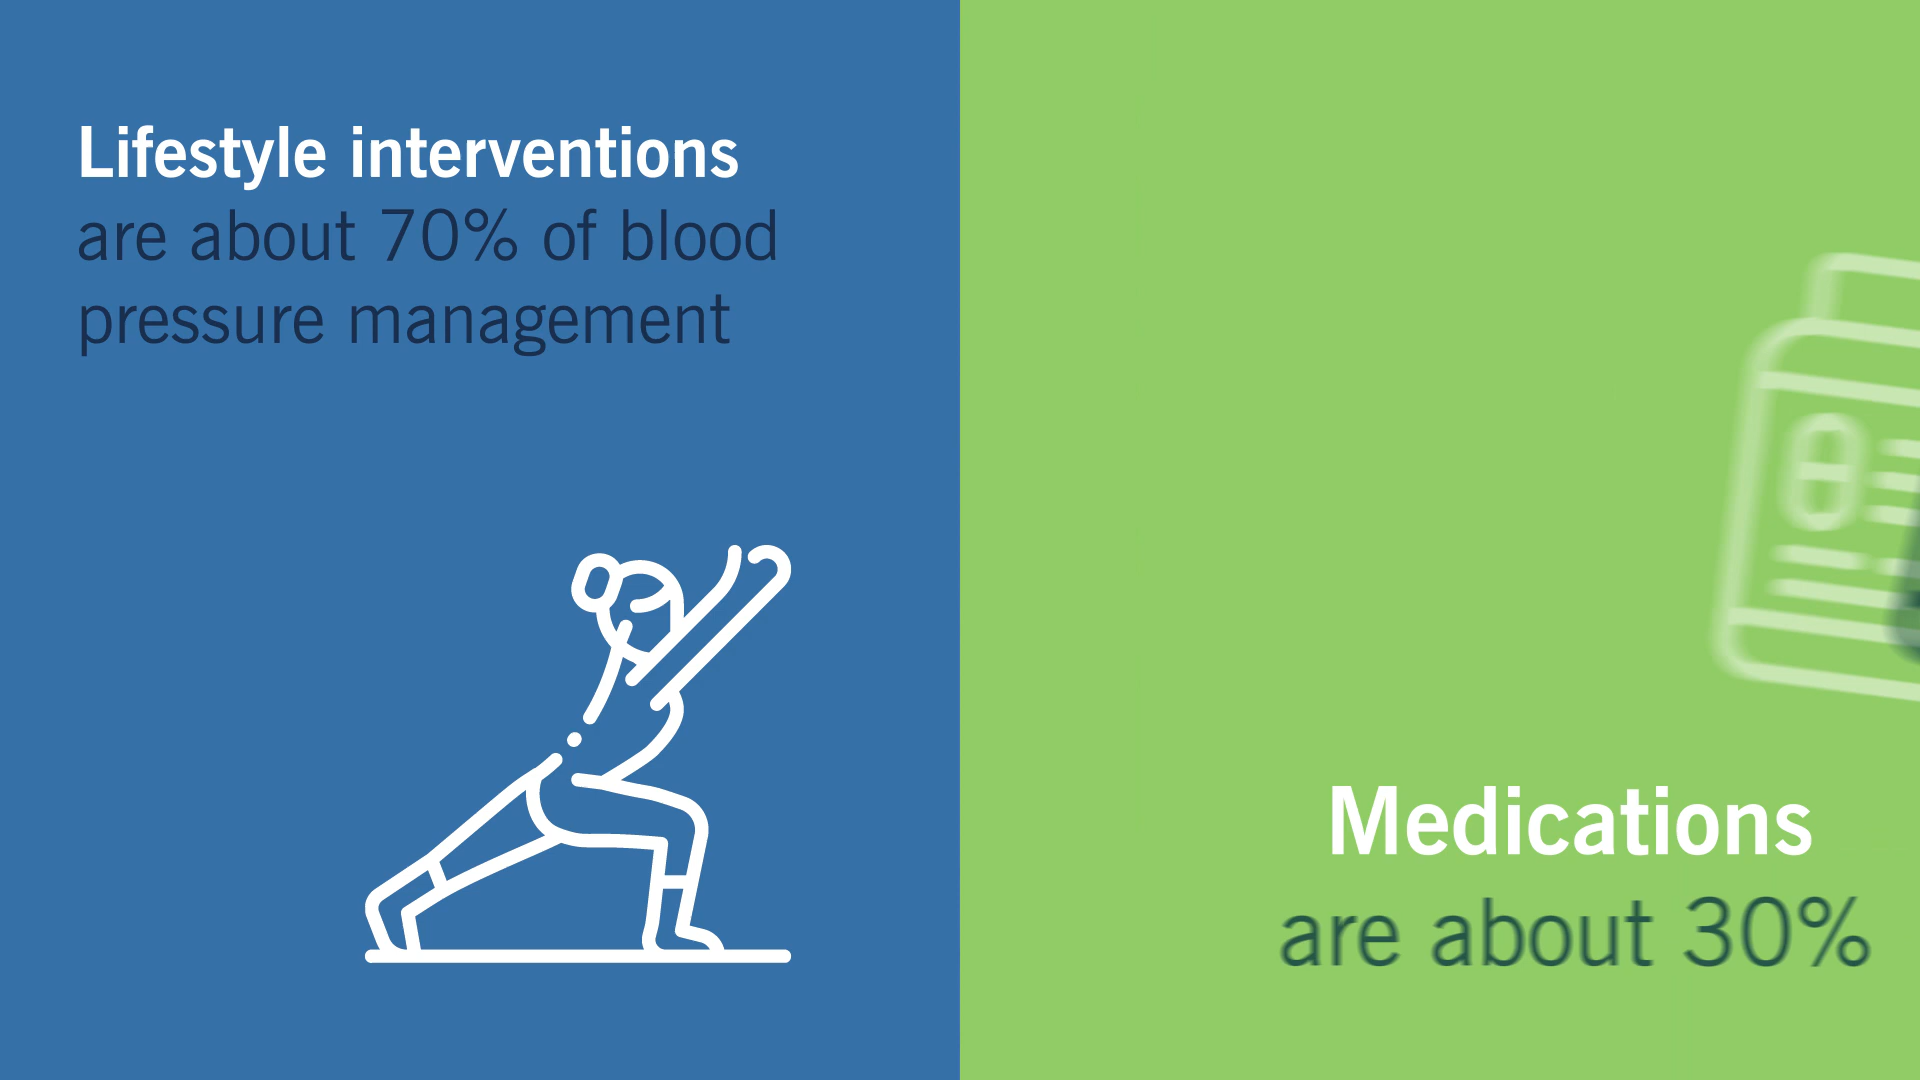 Lifestyle interventions
are about 70% of blood
pressure management
Medications
are about 30%